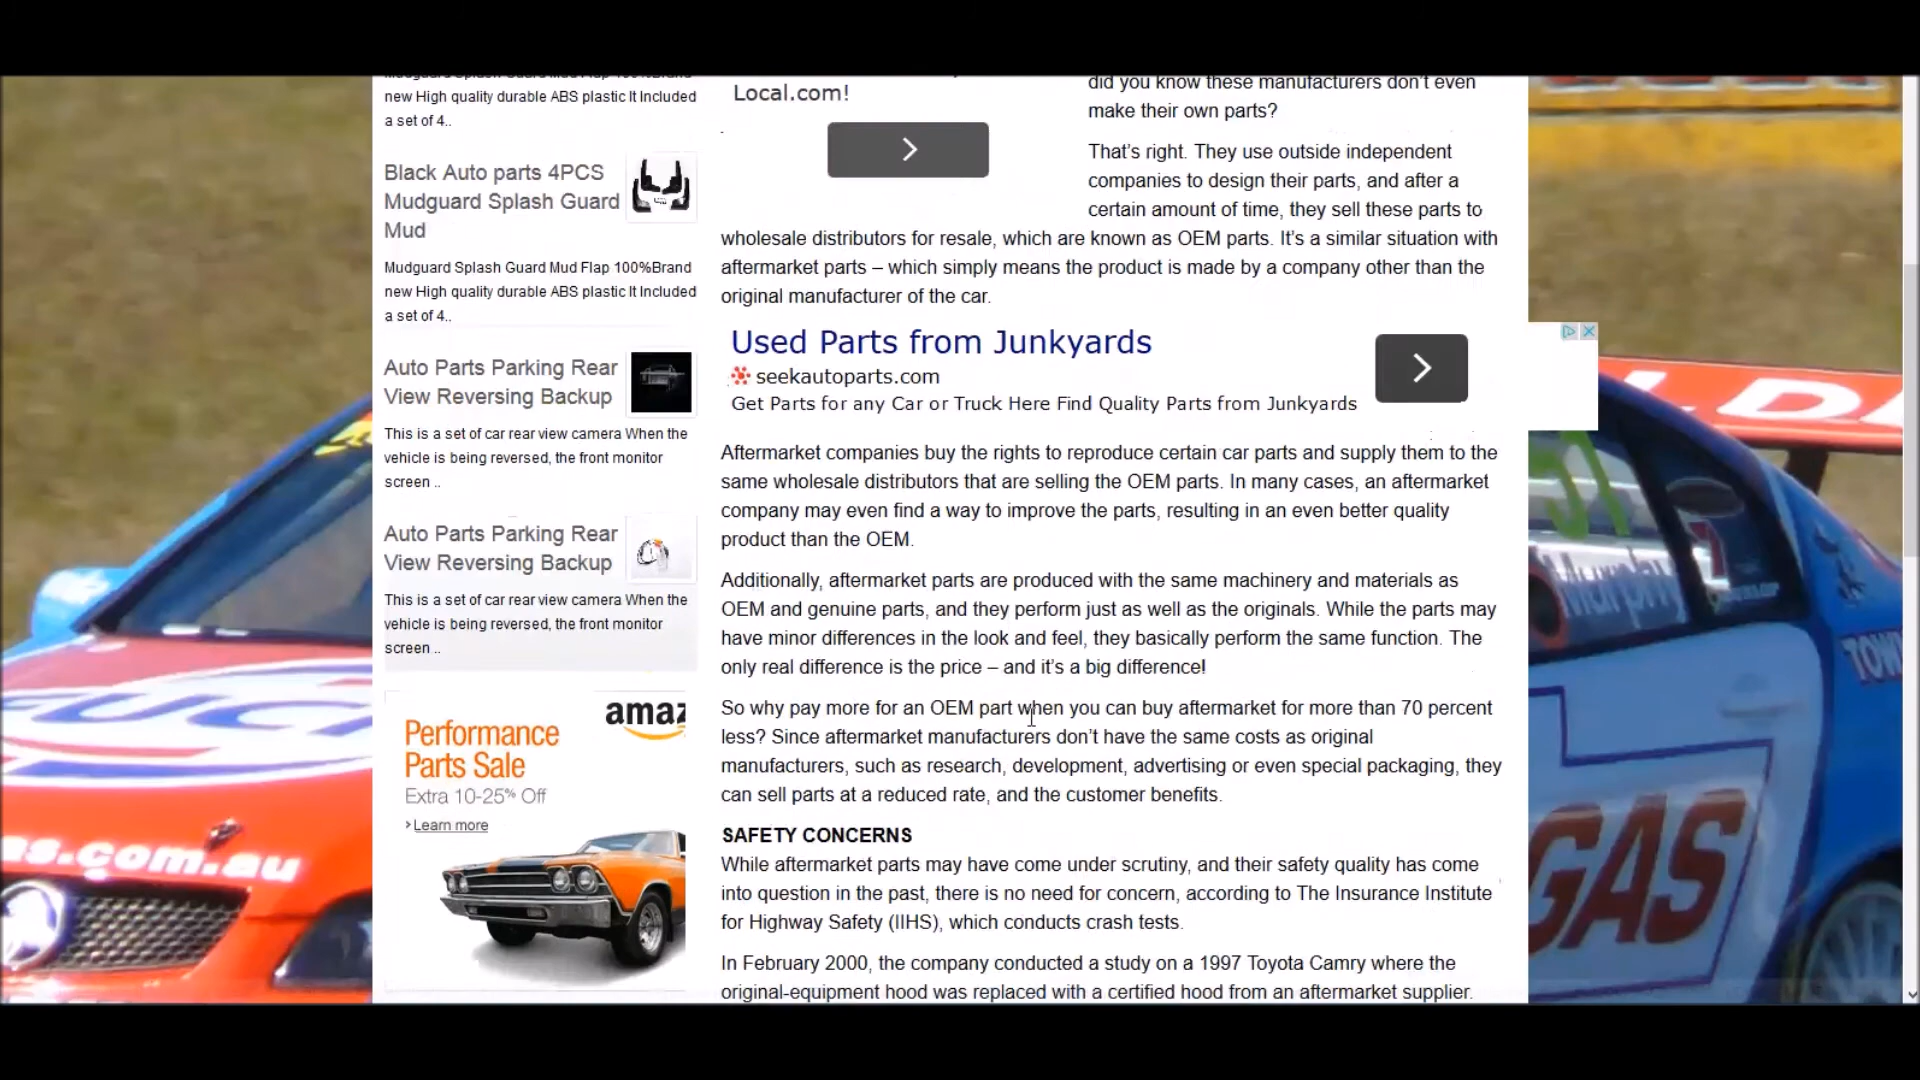 new High quality durable ABS plastic It Included
a set of 4..
Black Auto parts 4PCS
Mudguard Splash Guard
Mud
Mudguard Splash Guard Mud Flap 100%Brand
new High quality durable ABS plastic It Included
a set of 4..
Auto Parts Parking Rear
View Reversing Backup
This is a set of car rear view camera When the
vehicle is being reversed, the front monitor
screen ..
Auto Parts Parking Rear
View Reversing Backup
This is a set of car rear view camera When the
vehicle is being reversed, the front monitor
screen ..
amaz
Performance
Parts Sale
Extra 10-25% Off
Learn more
Local.com!
did you know these manufacturers don’t even
make their own parts?
That’s right. They use outside independent
companies to design their parts, and after a
certain amount of time, they sell these parts to
wholesale distributors for resale, which are known as OEM parts. It’s a similar situation with
aftermarket parts – which simply means the product is made by a company other than the
original manufacturer of the car.
Used Parts from Junkyards
seekautoparts.com
Get Parts for any Car or Truck Here Find Quality Parts from Junkyards
Aftermarket companies buy the rights to reproduce certain car parts and supply them to the
same wholesale distributors that are selling the OEM parts. In many cases, an aftermarket
company may even find a way to improve the parts, resulting in an even better quality
product than the OEM.
Additionally, aftermarket parts are produced with the same machinery and materials as
OEM and genuine parts, and they perform just as well as the originals. While the parts may
have minor differences in the look and feel, they basically perform the same function. The
only real difference is the price – and it’s a big difference!
So why pay more for an OEM part when you can buy aftermarket for more than 70 percent
less? Since aftermarket manufacturers don’t have the same costs as original
manufacturers, such as research, development, advertising or even special packaging, they
can sell parts at a reduced rate, and the customer benefits.
SAFETY CONCERNS
While aftermarket parts may have come under scrutiny, and their safety quality has come
into question in the past, there is no need for concern, according to The Insurance Institute
for Highway Safety (IIHS), which conducts crash tests.
In February 2000, the company conducted a study on a 1997 Toyota Camry where the
original-equipment hood was replaced with a certified hood from an aftermarket supplier.
s.com.au
51
7
Murphy
TOWN
GAS